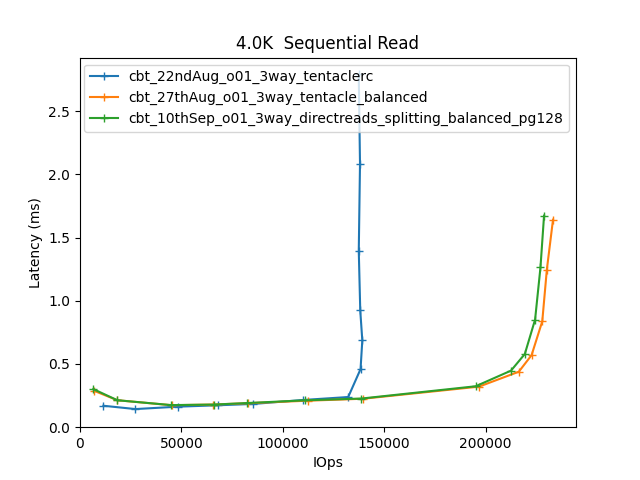 4.0K  Sequential Read
cbt_22ndAug_o01_3way_tentaclerc
cbt_27thAug_o01_3way_tentacle_balanced
cbt_10thSep_o01_3way_directreads_splitting_balanced_pg128
Latency (ms)
2.5
2.0
1.5
1.0
0.5
0.0
0 50000 100000 150000 200000
IOps